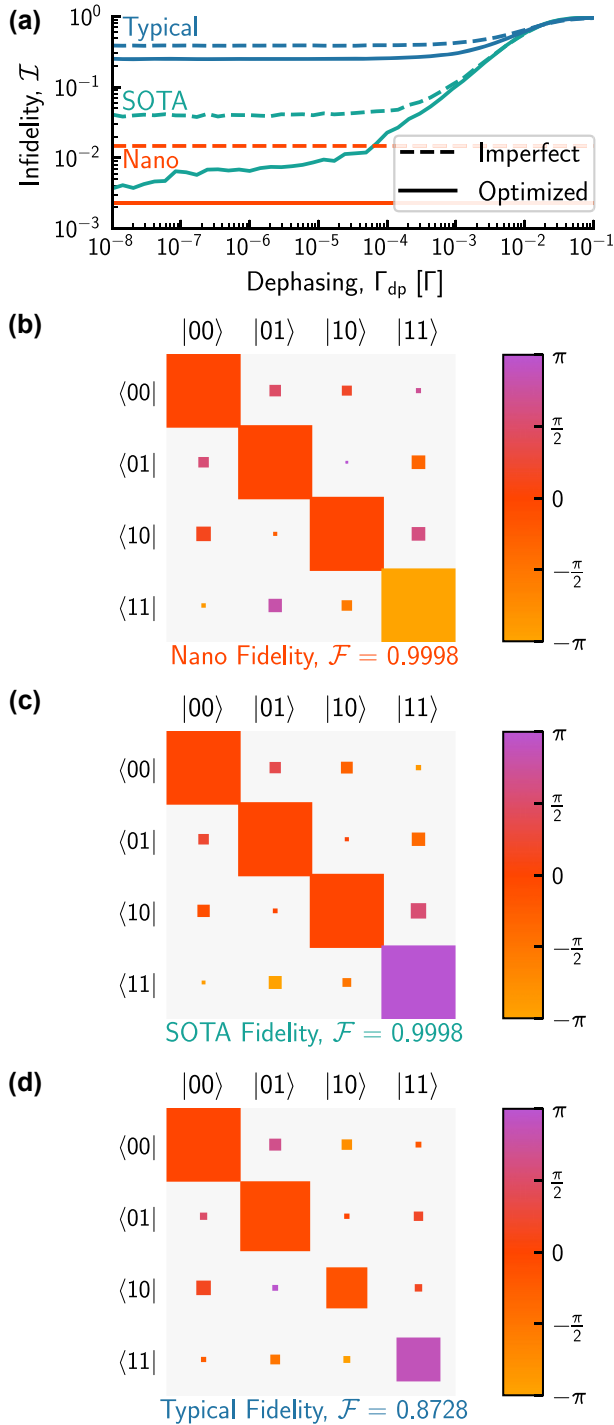 (a)
Infidelity, ℐ
10⁰
10⁻¹
10⁻²
10⁻³
Typical
SOTA
Nano
Imperfect
Optimized
10⁻⁸ 10⁻⁷ 10⁻⁶ 10⁻⁵ 10⁻⁴ 10⁻³ 10⁻² 10⁻¹
Dephasing, Γ_dp [Γ]
(b)
|00⟩ |01⟩ |10⟩ |11⟩
⟨00|
⟨01|
⟨10|
⟨11|
π
π/2
0
−π/2
−π
Nano Fidelity, ℱ = 0.9998
(c)
|00⟩ |01⟩ |10⟩ |11⟩
⟨00|
⟨01|
⟨10|
⟨11|
π
π/2
0
−π/2
−π
SOTA Fidelity, ℱ = 0.9998
(d)
|00⟩ |01⟩ |10⟩ |11⟩
⟨00|
⟨01|
⟨10|
⟨11|
π
π/2
0
−π/2
−π
Typical Fidelity, ℱ = 0.8728